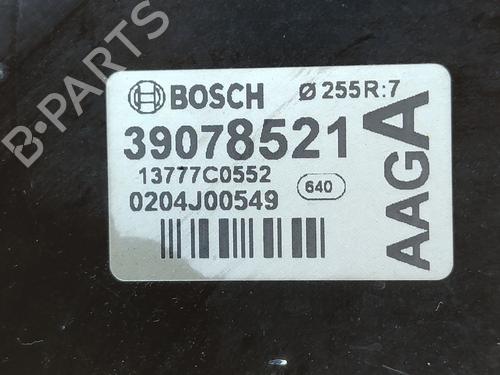 BOSCH Ø 255R:7
39078521
13777C0552
0204J00549 640
AAGA
B-PARTS